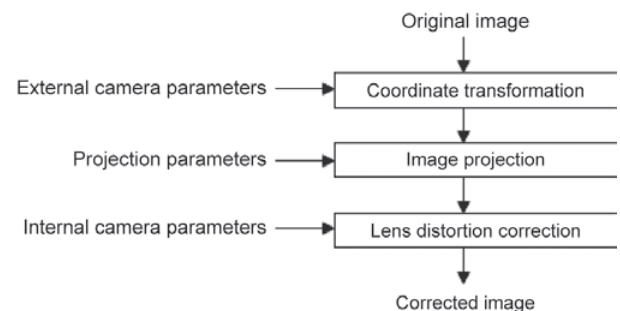 Original image
External camera parameters
Coordinate transformation
Projection parameters
Image projection
Internal camera parameters
Lens distortion correction
Corrected image